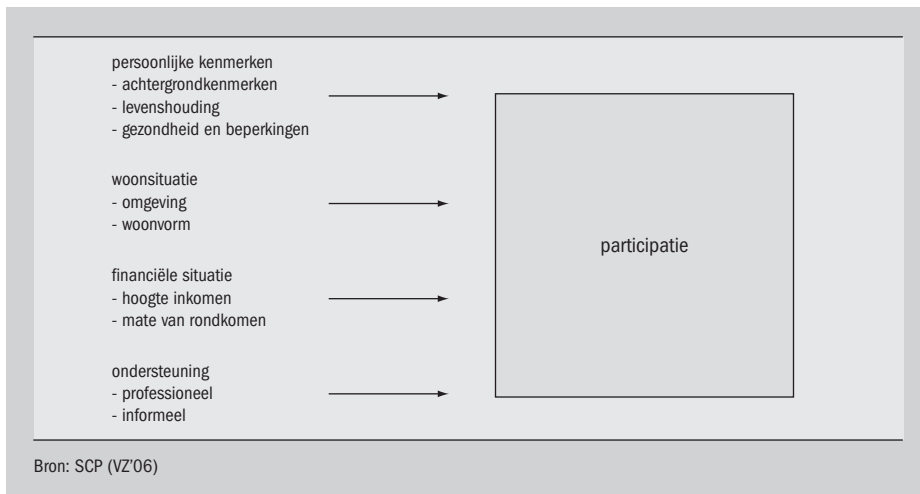 persoonlijke kenmerken
- achtergrondkenmerken
- levenshouding
- gezondheid en beperkingen
woonsituatie
- omgeving
- woonvorm
participatie
financiële situatie
- hoogte inkomen
- mate van rondkomen
ondersteuning
- professioneel
- informeel
Bron: SCP (VZ'06)